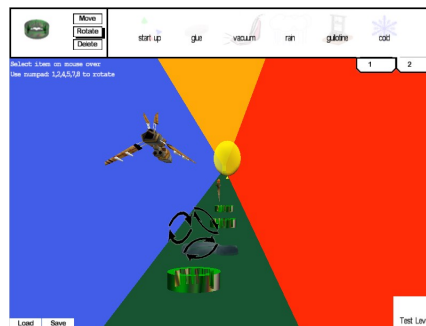 Move
Rotate
Delete
start up glue vacuum rain guillotine cold
Select item on mouse over
Use numpad 1,2,4,5,7,8 to rotate
1 2
Load Save
Test Lev